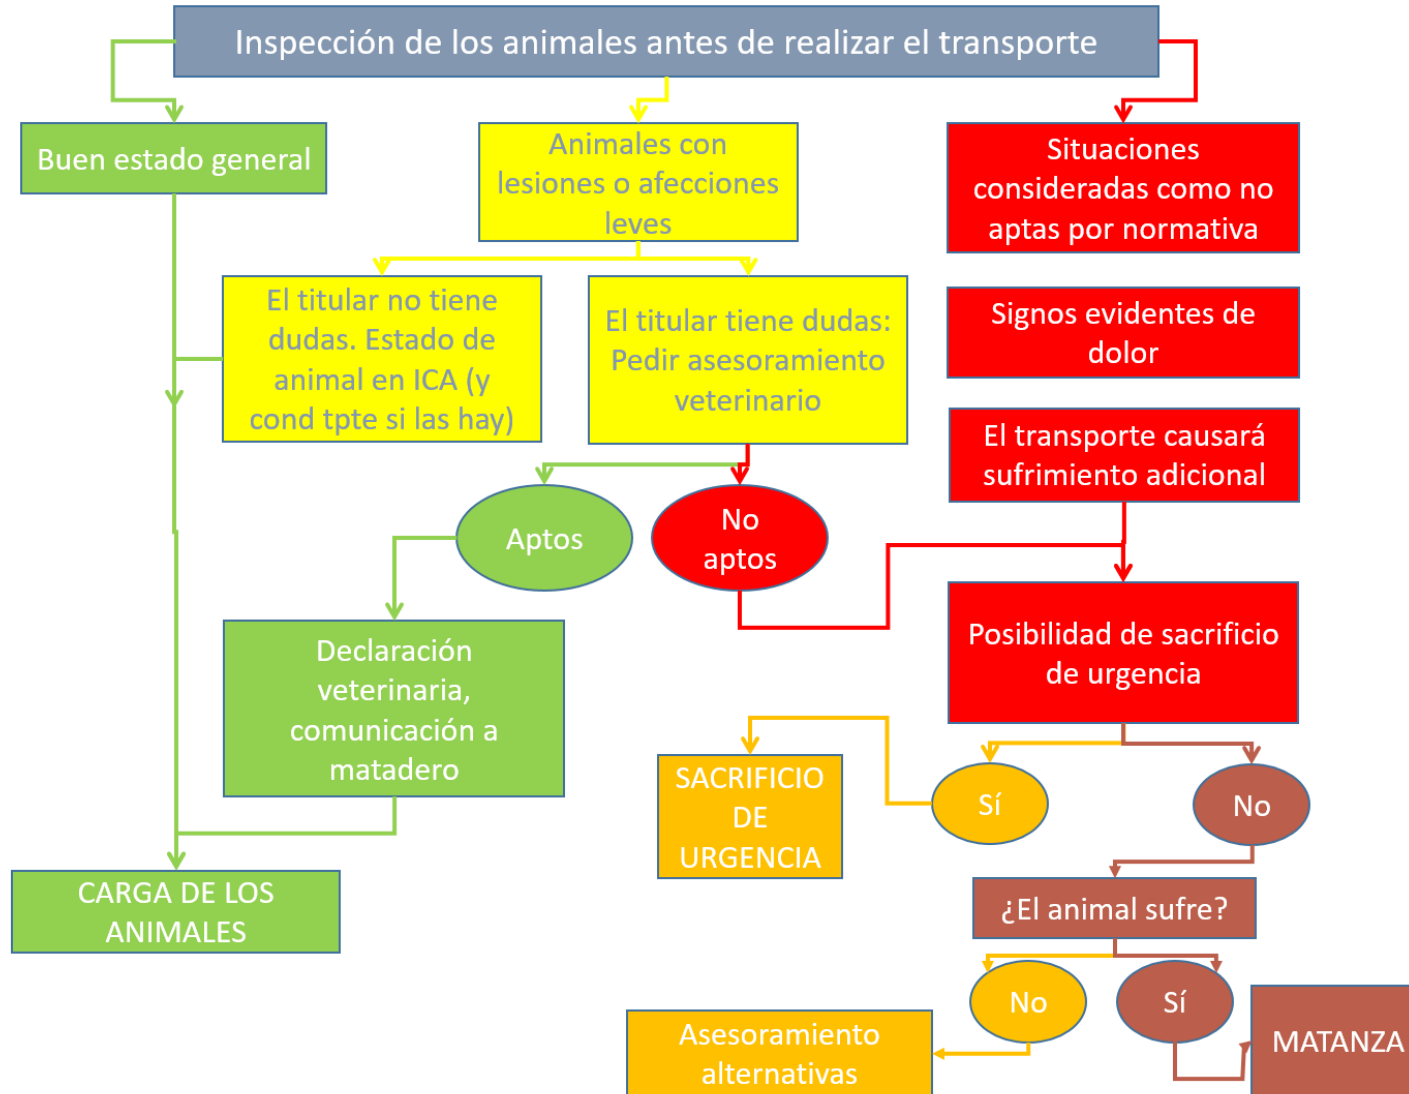 Inspección de los animales antes de realizar el transporte
Buen estado general
Animales con
lesiones o afecciones
leves
Situaciones
consideradas como no
aptas por normativa
El titular no tiene
dudas. Estado de
animal en ICA (y
cond tpte si las hay)
El titular tiene dudas:
Pedir asesoramiento
veterinario
Signos evidentes de
dolor
El transporte causará
sufrimiento adicional
Aptos
No
aptos
Declaración
veterinaria,
comunicación a
matadero
Posibilidad de sacrificio
de urgencia
SACRIFICIO
DE
URGENCIA
Sí
No
CARGA DE LOS
ANIMALES
¿El animal sufre?
No
Sí
Asesoramiento
alternativas
MATANZA